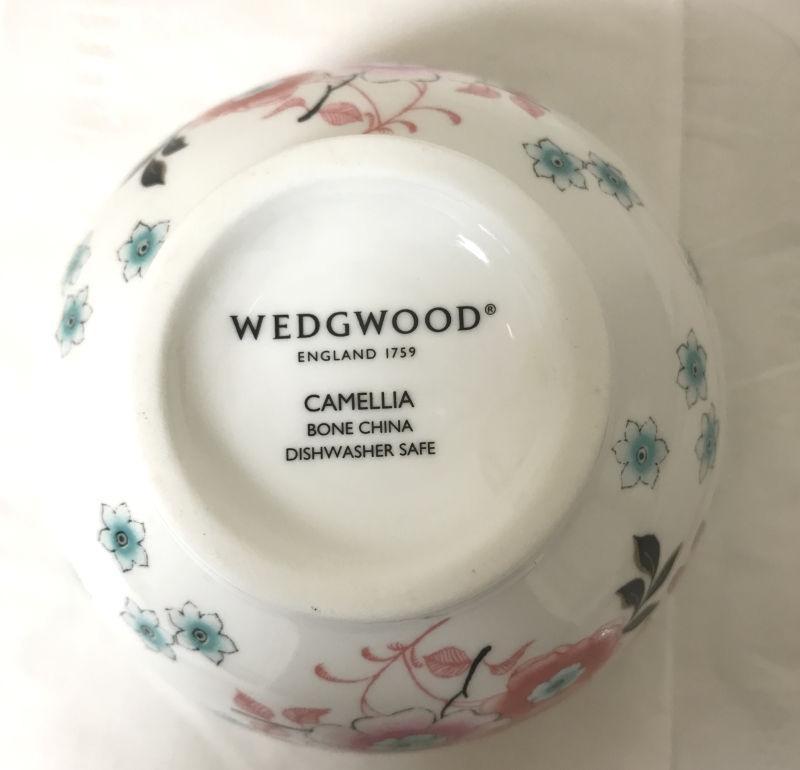 WEDGWOOD®
ENGLAND 1759
CAMELLIA
BONE CHINA
DISHWASHER SAFE